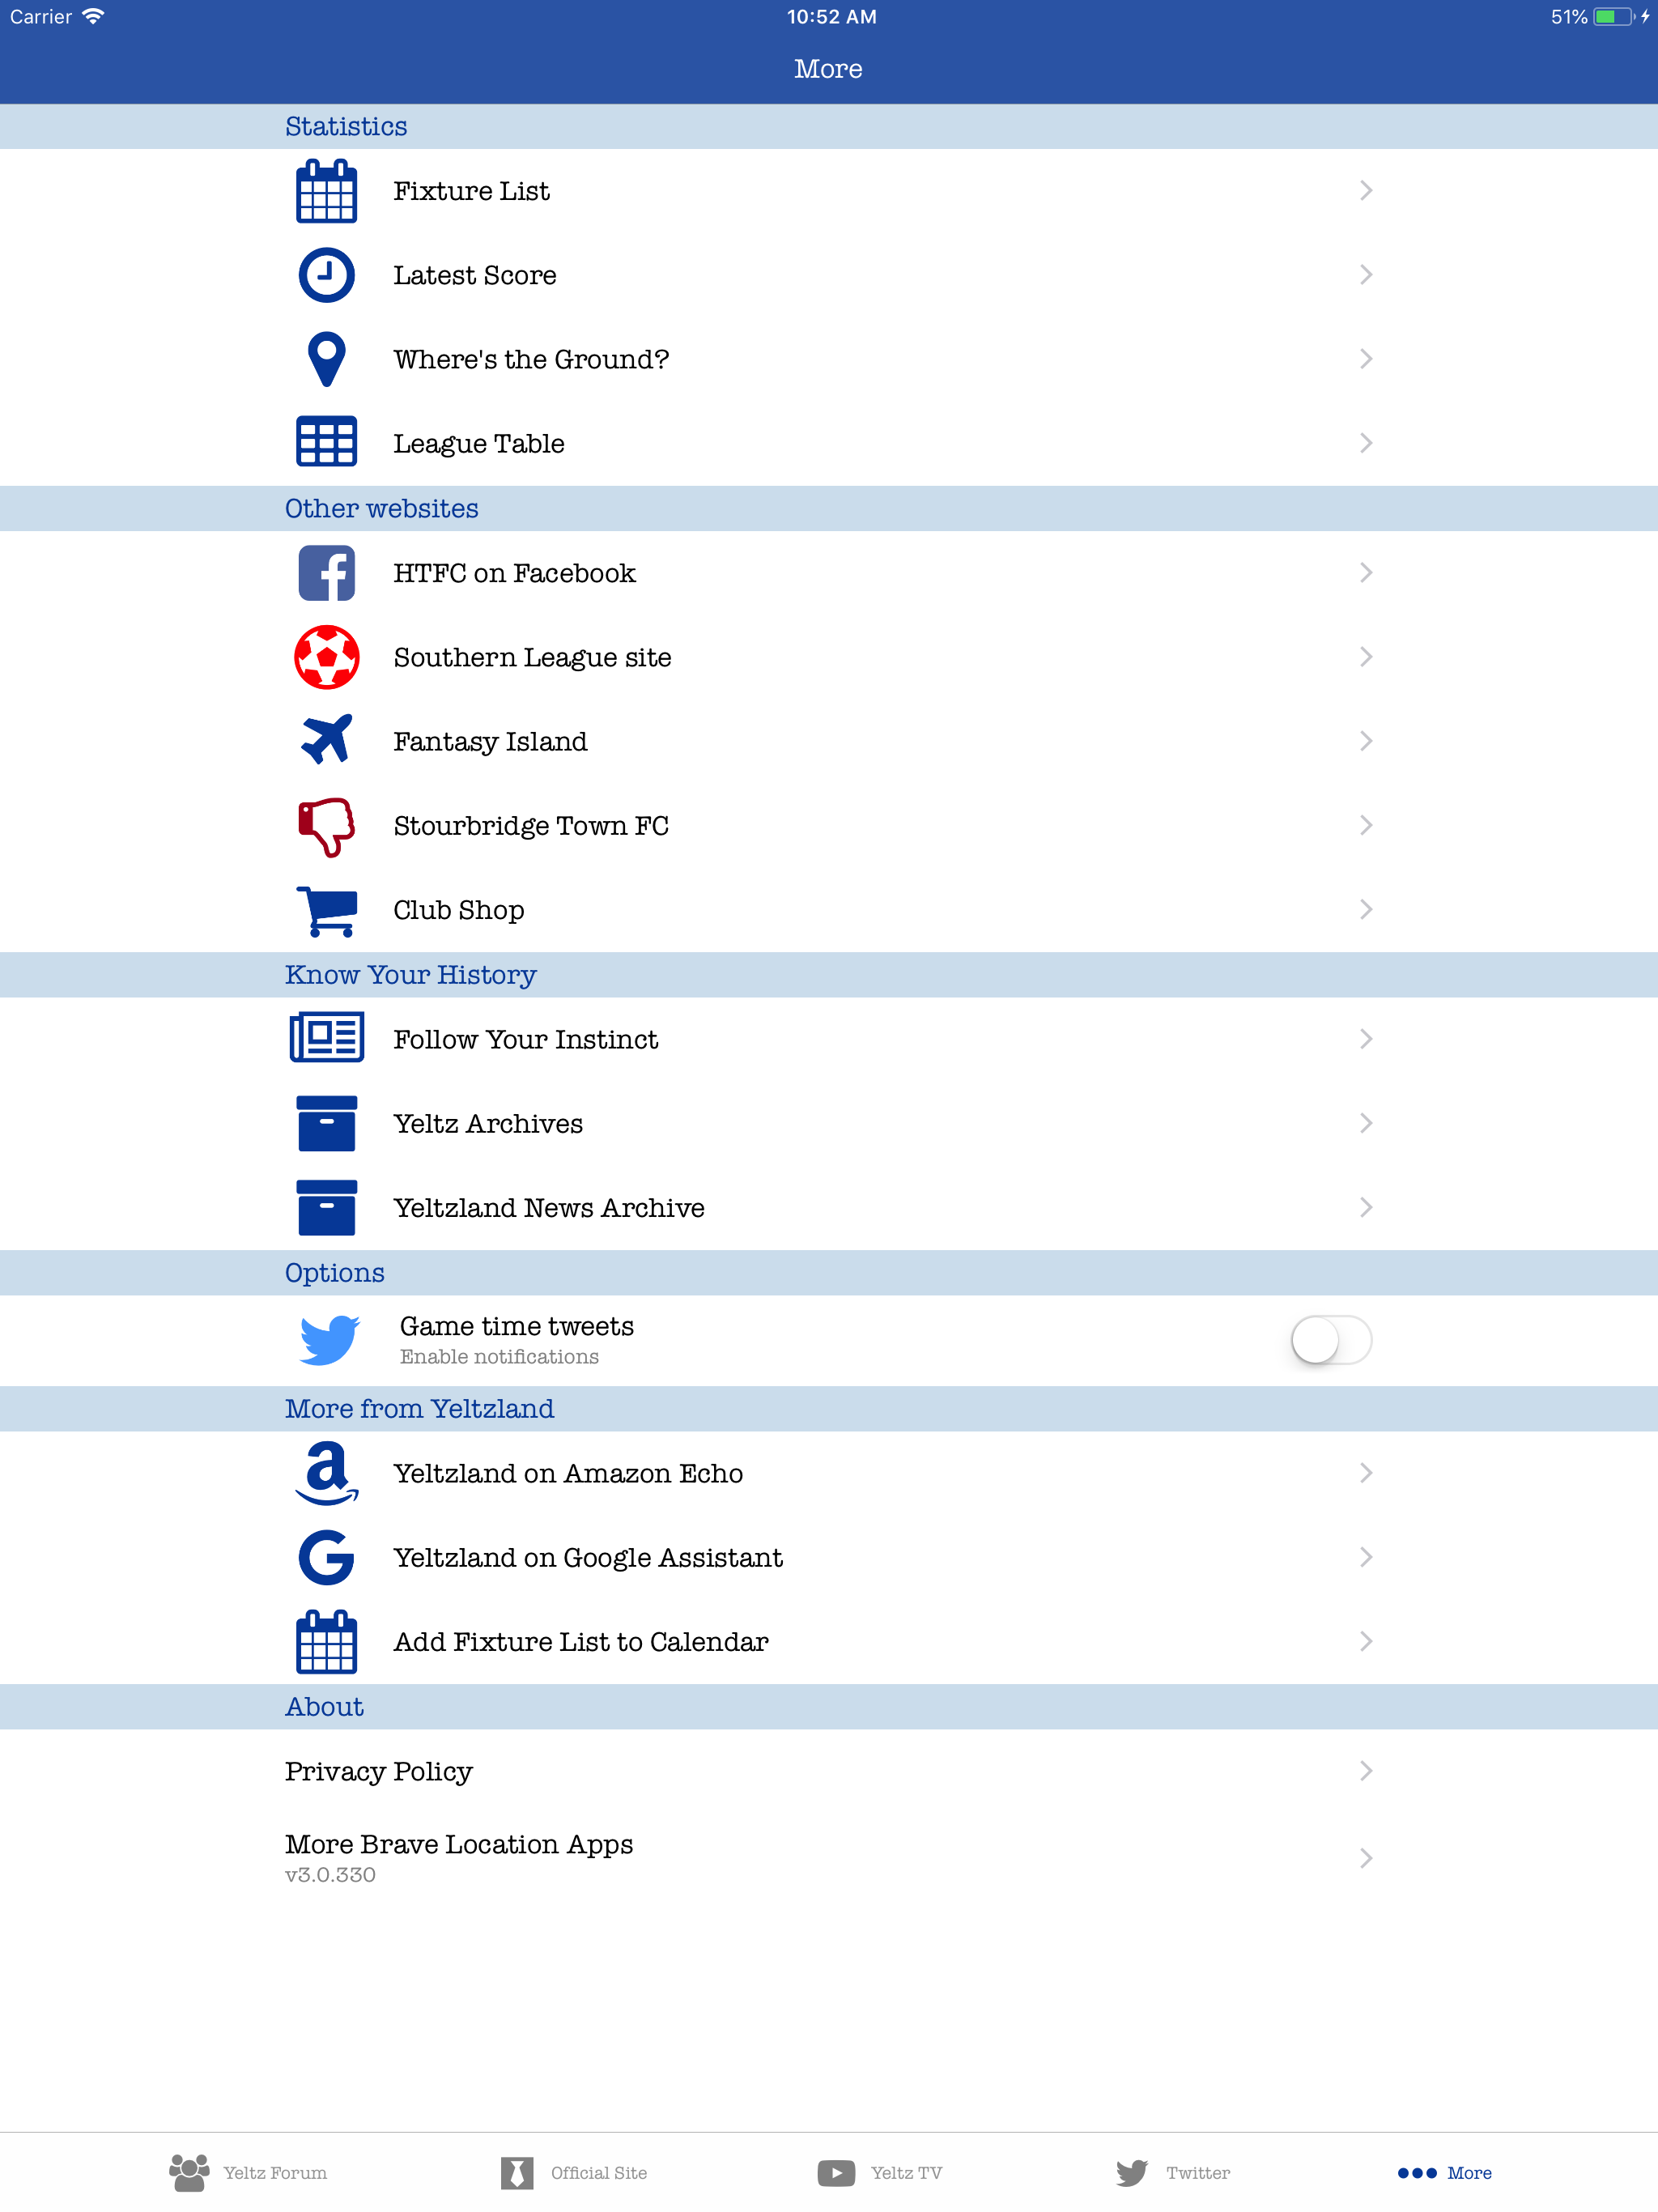 Carrier 10:52 AM 51%
More
Statistics
Fixture List
Latest Score
Where's the Ground?
League Table
Other websites
HTFC on Facebook
Southern League site
Fantasy Island
Stourbridge Town FC
Club Shop
Know Your History
Follow Your Instinct
Yeltz Archives
Yeltzland News Archive
Options
Game time tweets
Enable notifications
More from Yeltzland
Yeltzland on Amazon Echo
Yeltzland on Google Assistant
Add Fixture List to Calendar
About
Privacy Policy
More Brave Location Apps
v3.0.330
Yeltz Forum Official Site Yeltz TV Twitter More